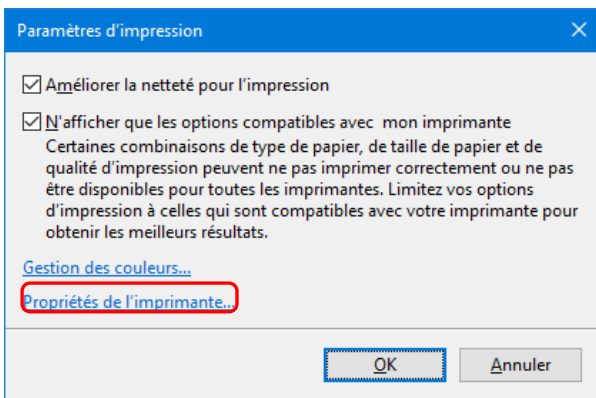 Paramètres d'impression
Améliorer la netteté pour l'impression
N'afficher que les options compatibles avec mon imprimante
Certaines combinaisons de type de papier, de taille de papier et de
qualité d'impression peuvent ne pas imprimer correctement ou ne pas
être disponibles pour toutes les imprimantes. Limitez vos options
d'impression à celles qui sont compatibles avec votre imprimante pour
obtenir les meilleurs résultats.
Gestion des couleurs...
Propriétés de l'imprimante...
OK Annuler